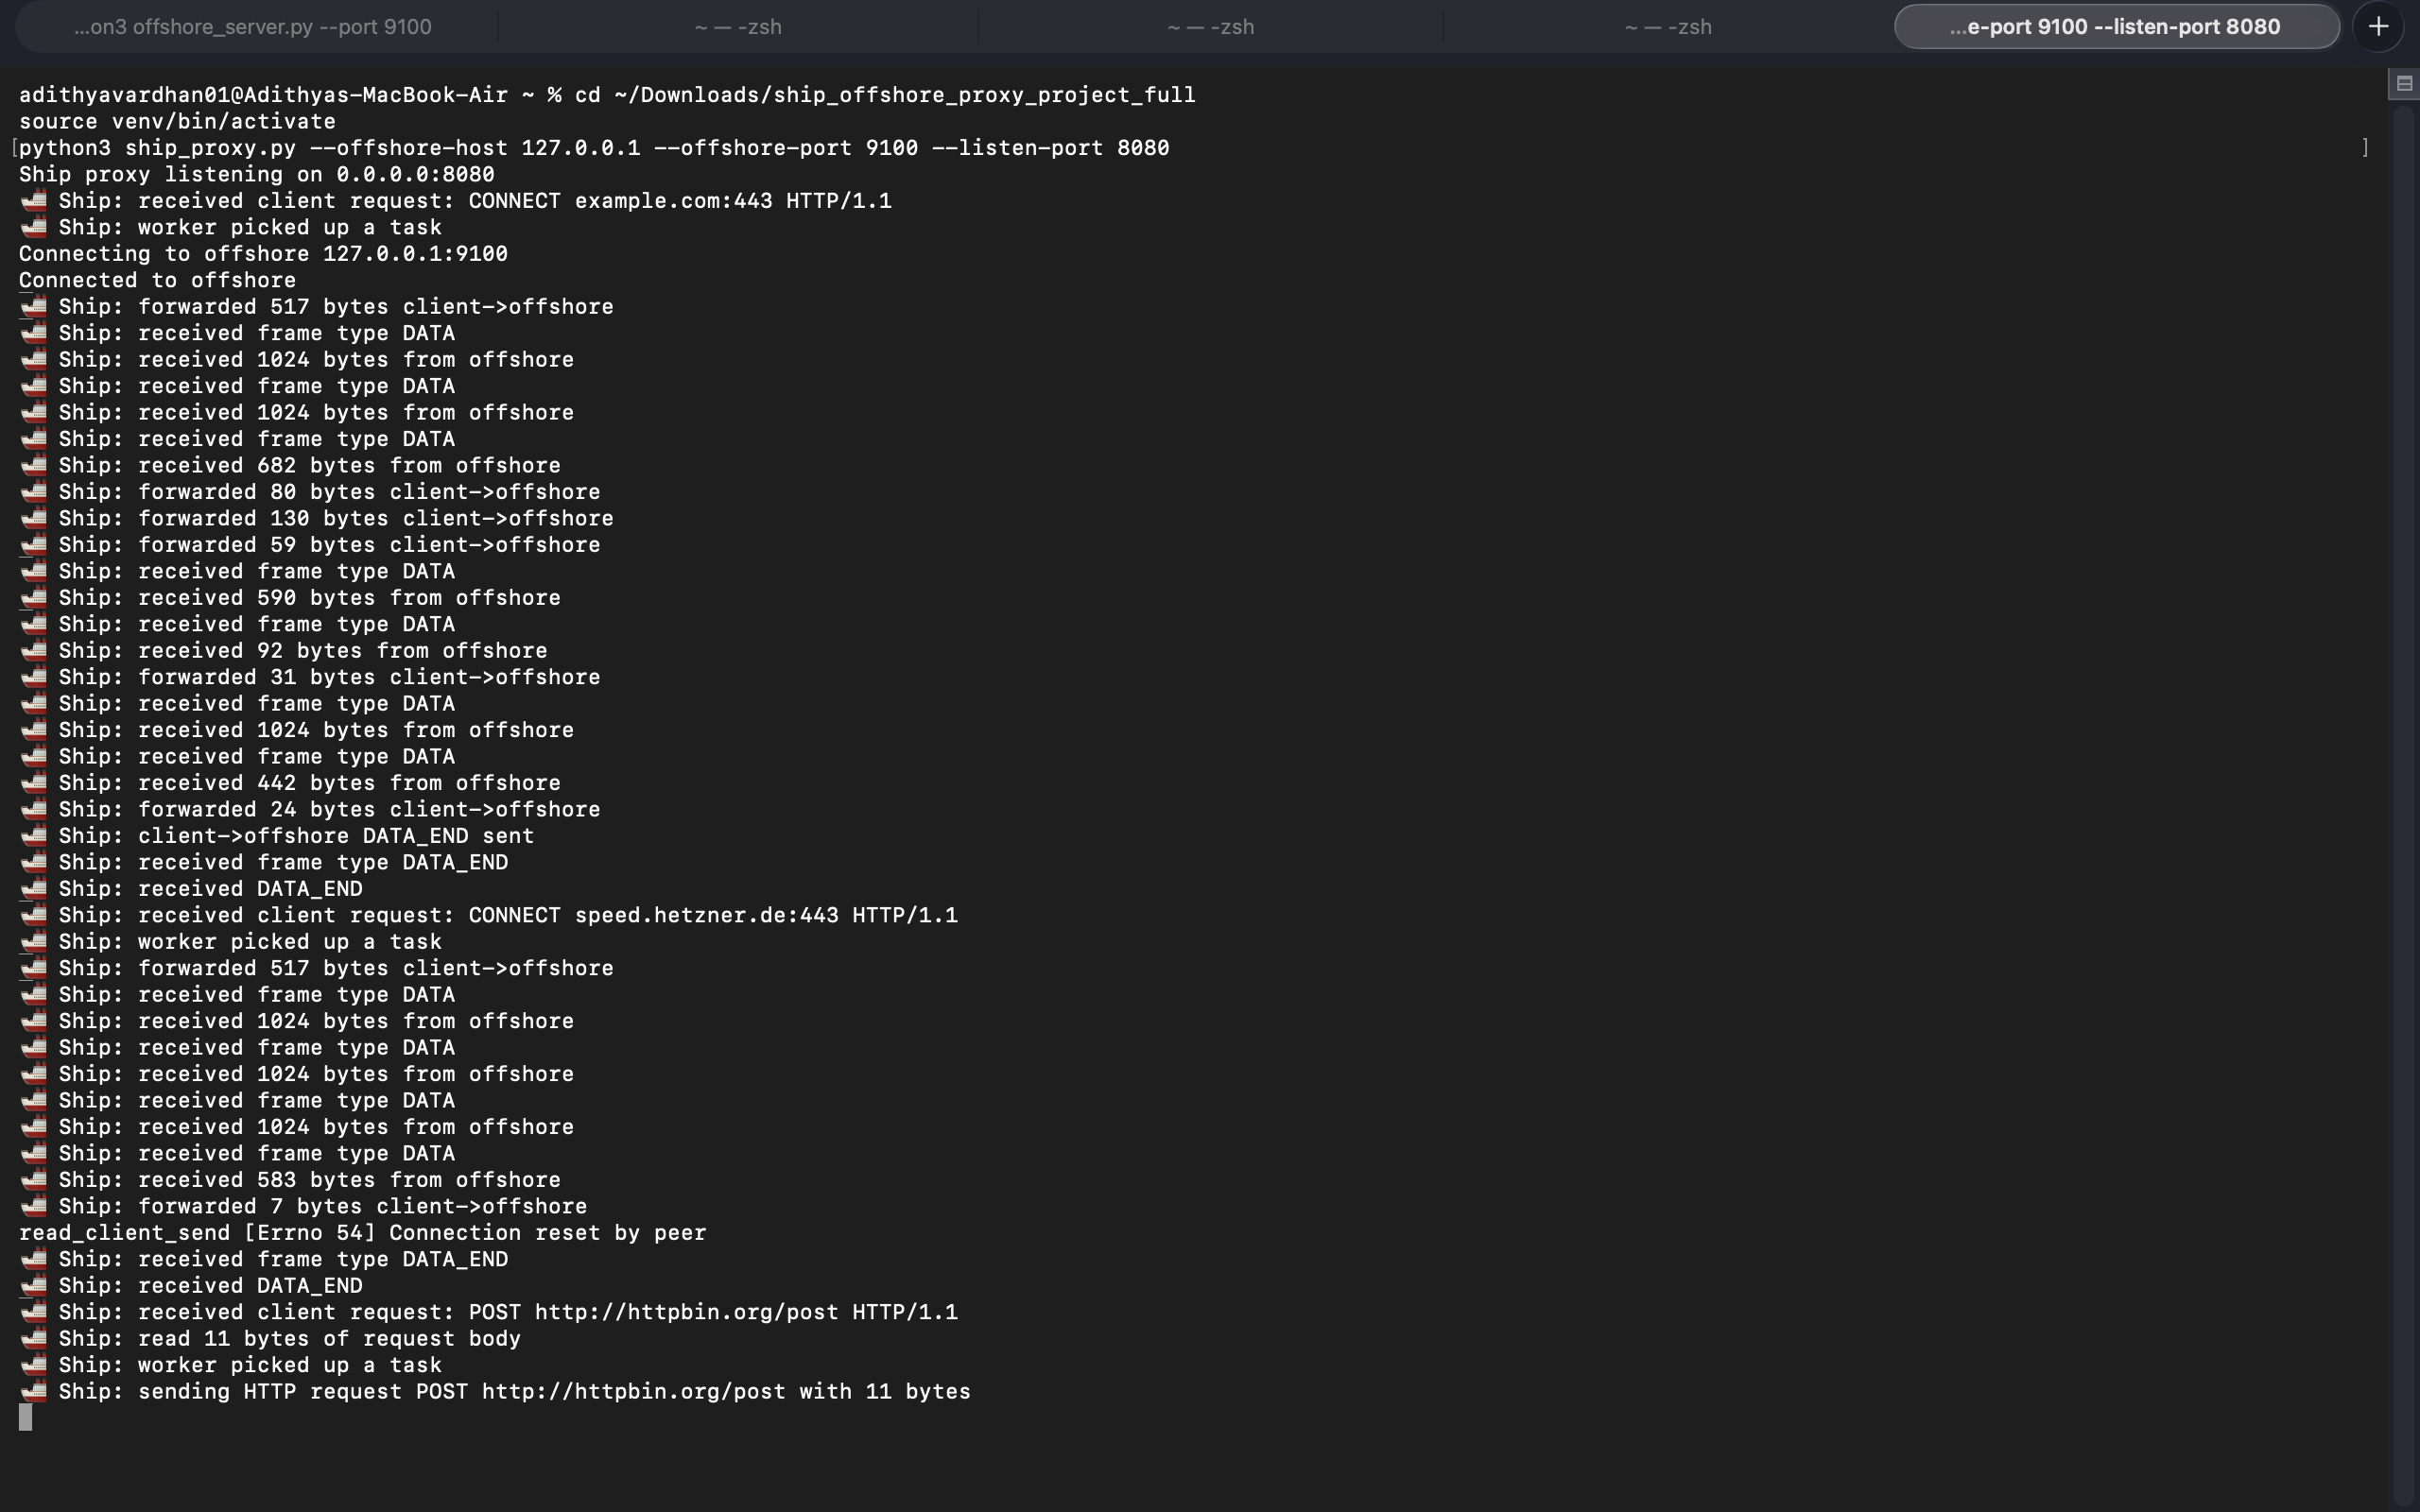 ...on3 offshore_server.py --port 9100
~ — -zsh
~ — -zsh
~ — -zsh
...e-port 9100 --listen-port 8080
+
adithyavardhan01@Adithyas-MacBook-Air ~ % cd ~/Downloads/ship_offshore_proxy_project_full
source venv/bin/activate
[python3 ship_proxy.py --offshore-host 127.0.0.1 --offshore-port 9100 --listen-port 8080 ]
Ship proxy listening on 0.0.0.0:8080
🚢 Ship: received client request: CONNECT example.com:443 HTTP/1.1
🚢 Ship: worker picked up a task
Connecting to offshore 127.0.0.1:9100
Connected to offshore
🚢 Ship: forwarded 517 bytes client->offshore
🚢 Ship: received frame type DATA
🚢 Ship: received 1024 bytes from offshore
🚢 Ship: received frame type DATA
🚢 Ship: received 1024 bytes from offshore
🚢 Ship: received frame type DATA
🚢 Ship: received 682 bytes from offshore
🚢 Ship: forwarded 80 bytes client->offshore
🚢 Ship: forwarded 130 bytes client->offshore
🚢 Ship: forwarded 59 bytes client->offshore
🚢 Ship: received frame type DATA
🚢 Ship: received 590 bytes from offshore
🚢 Ship: received frame type DATA
🚢 Ship: received 92 bytes from offshore
🚢 Ship: forwarded 31 bytes client->offshore
🚢 Ship: received frame type DATA
🚢 Ship: received 1024 bytes from offshore
🚢 Ship: received frame type DATA
🚢 Ship: received 442 bytes from offshore
🚢 Ship: forwarded 24 bytes client->offshore
🚢 Ship: client->offshore DATA_END sent
🚢 Ship: received frame type DATA_END
🚢 Ship: received DATA_END
🚢 Ship: received client request: CONNECT speed.hetzner.de:443 HTTP/1.1
🚢 Ship: worker picked up a task
🚢 Ship: forwarded 517 bytes client->offshore
🚢 Ship: received frame type DATA
🚢 Ship: received 1024 bytes from offshore
🚢 Ship: received frame type DATA
🚢 Ship: received 1024 bytes from offshore
🚢 Ship: received frame type DATA
🚢 Ship: received 1024 bytes from offshore
🚢 Ship: received frame type DATA
🚢 Ship: received 583 bytes from offshore
🚢 Ship: forwarded 7 bytes client->offshore
read_client_send [Errno 54] Connection reset by peer
🚢 Ship: received frame type DATA_END
🚢 Ship: received DATA_END
🚢 Ship: received client request: POST http://httpbin.org/post HTTP/1.1
🚢 Ship: read 11 bytes of request body
🚢 Ship: worker picked up a task
🚢 Ship: sending HTTP request POST http://httpbin.org/post with 11 bytes